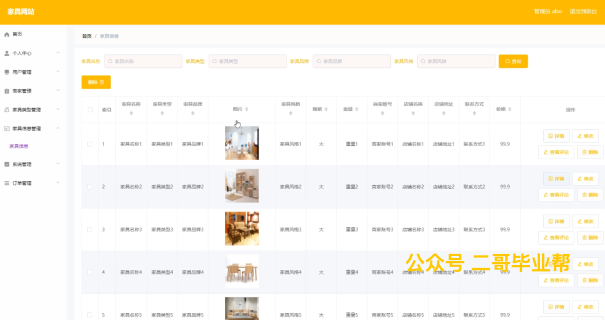 家具网站
管理员 abo 退出到前台
首页
个人中心
用户管理
商家管理
家具类型管理
家具信息管理
家具信息
系统管理
订单管理
首页 / 家具信息
家具名称 家具名称 家具类型 家具类型 家具品牌 家具品牌 家具风格 家具风格 查询
删除
索引 家具名称 家具类型 家具品牌 图片 家具风格 规格 重量 商家账号 店铺名称 店铺地址 联系方式 价格 操作
1 家具名称1 家具类型1 家具品牌1 家具风格1 大 重量1 商家账号1 店铺名称1 店铺地址1 联系方式1 99.9 详情 修改
查看评论 删除
2 家具名称2 家具类型2 家具品牌2 家具风格2 大 重量2 商家账号2 店铺名称2 店铺地址2 联系方式2 99.9 详情 修改
查看评论 删除
3 家具名称3 家具类型3 家具品牌3 家具风格3 大 重量3 商家账号3 店铺名称3 店铺地址3 联系方式3 99.9 详情 修改
查看评论 删除
4 家具名称4 家具类型4 家具品牌4 家具风格4 大 重量4 商家账号4 店铺名称4 店铺地址4 联系方式4 99.9 详情 修改
公众号 二哥毕业帮
查看评论 删除
5 家具名称5 家具类型5 家具品牌5 家具风格5 大 重量5 商家账号5 店铺名称5 店铺地址5 联系方式5 99.9 详情 修改